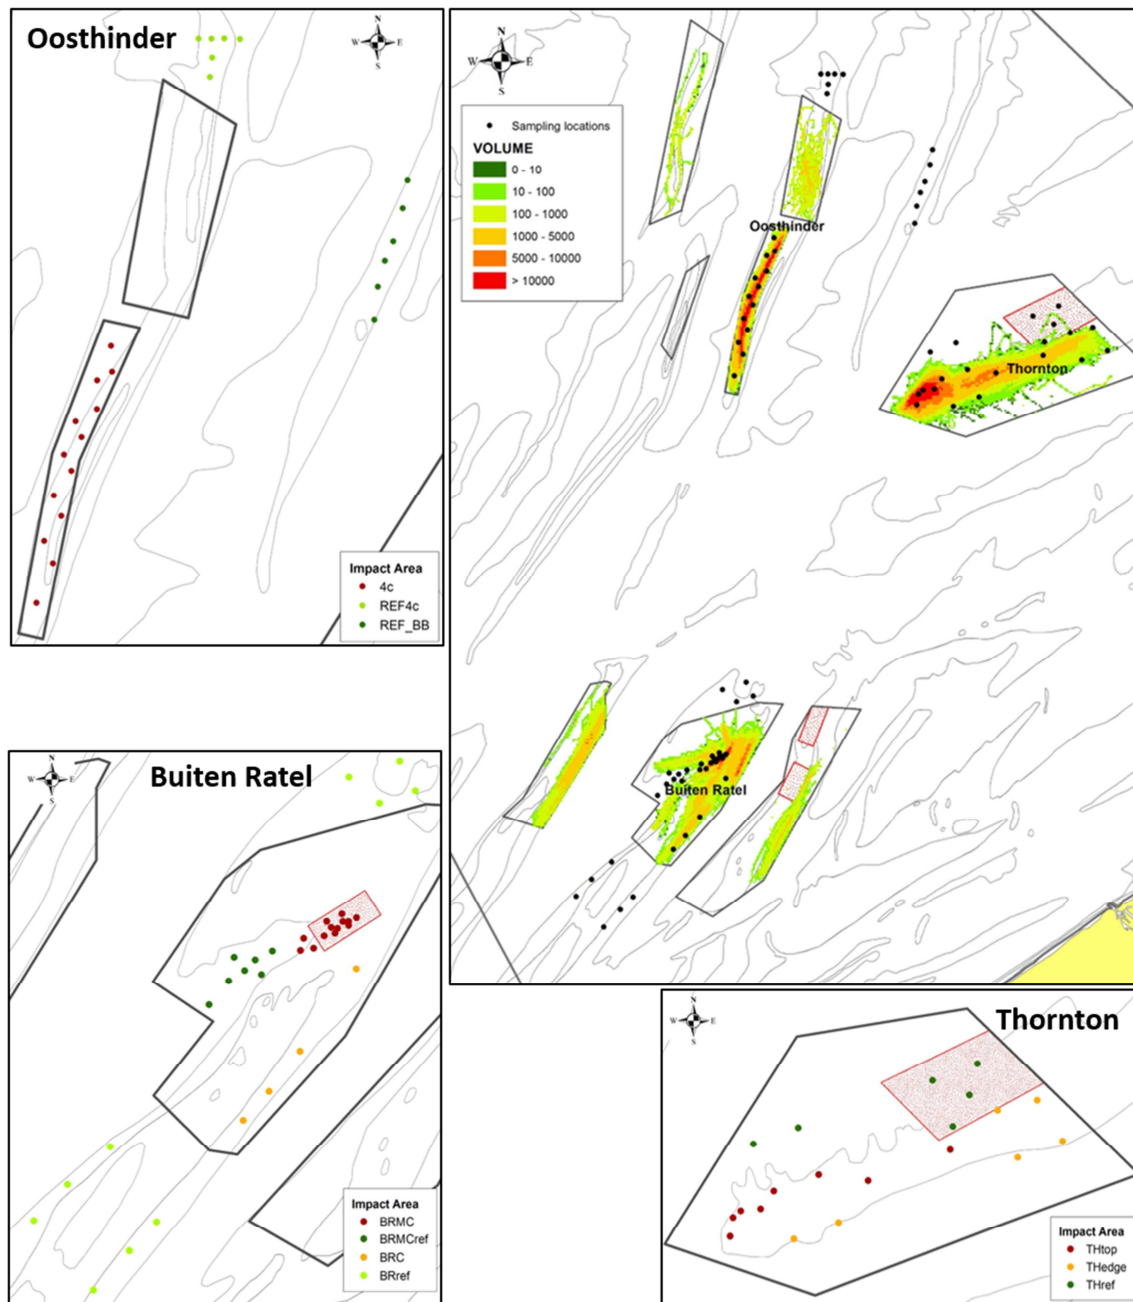 Oosthinder
N
W
E
S
Impact Area
4c
REF4c
REF_BB
N
W
E
S
Sampling locations
VOLUME
0 - 10
10 - 100
100 - 1000
1000 - 5000
5000 - 10000
> 10000
Oosthinder
Thornton
Buiten Ratel
Buiten Ratel
N
W
E
S
Impact Area
BRMC
BRMCref
BRC
BRref
Thornton
N
W
E
S
Impact Area
THtop
THedge
THref